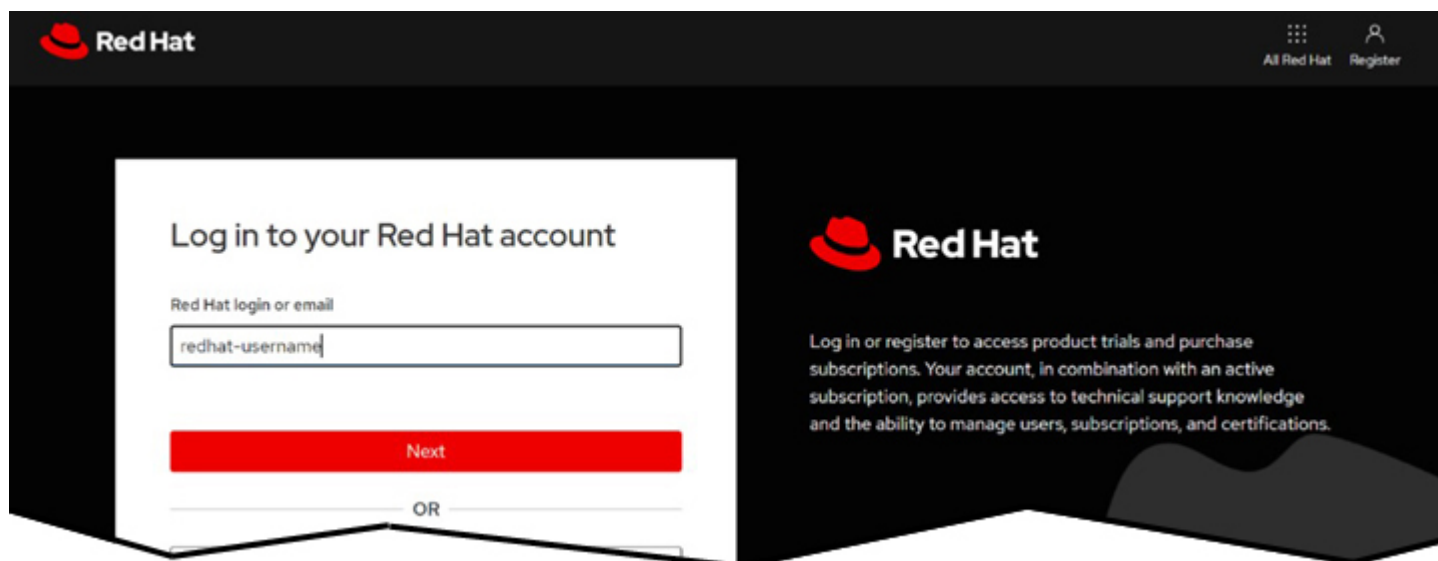 Red Hat
All Red Hat Register
Log in to your Red Hat account
Red Hat login or email
redhat-username
Next
OR
Red Hat
Log in or register to access product trials and purchase
subscriptions. Your account, in combination with an active
subscription, provides access to technical support knowledge
and the ability to manage users, subscriptions, and certifications.